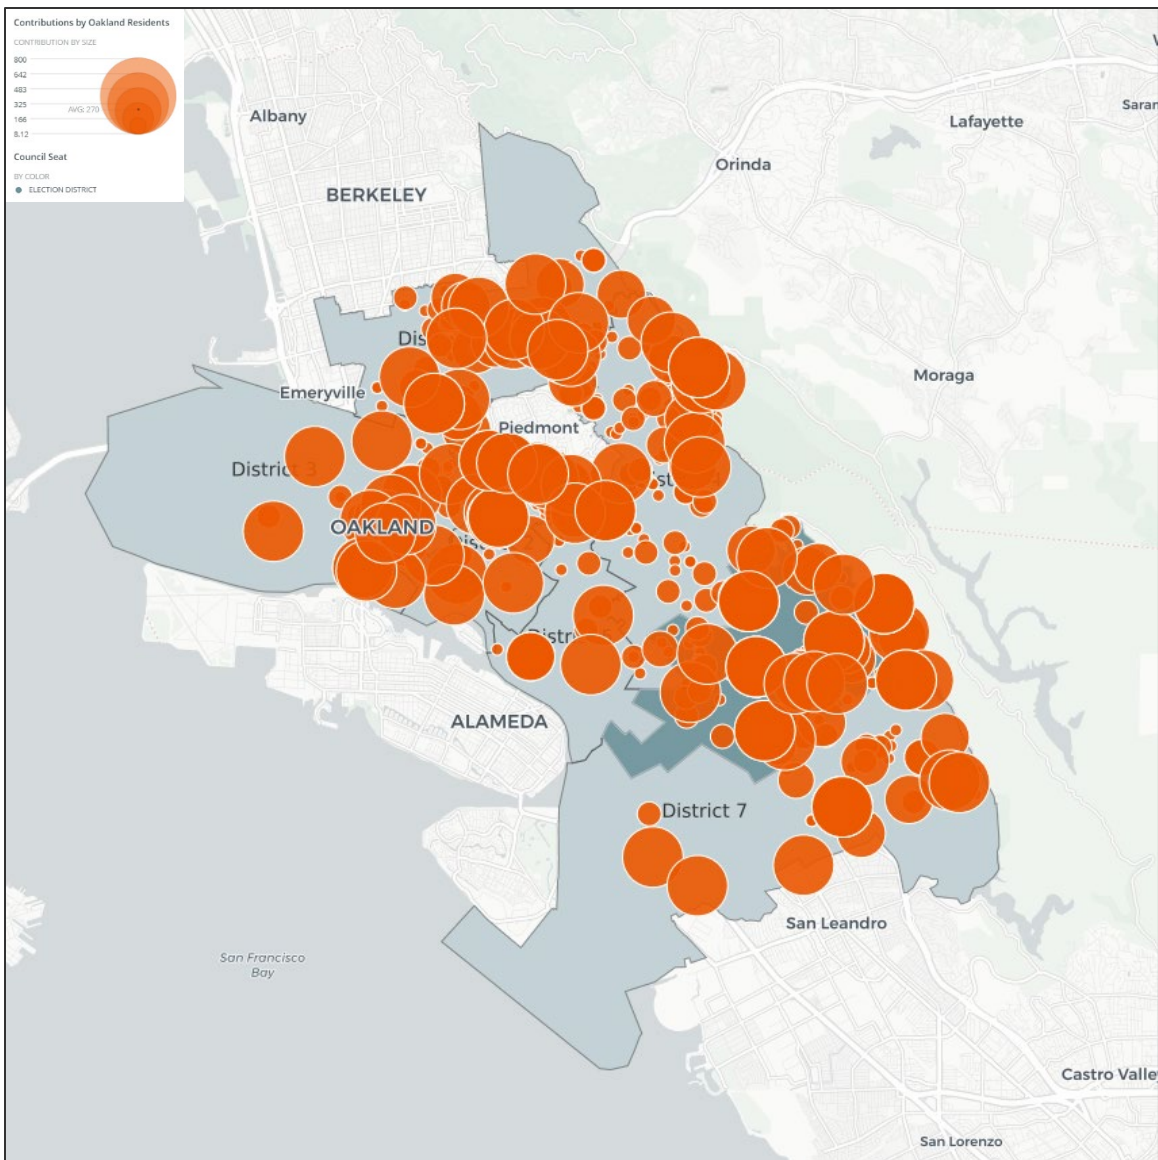 Contributions by Oakland Residents
CONTRIBUTION BY SIZE
800
642
483
325
AVG: 270
166
8.12
Council Seat
BY COLOR
ELECTION DISTRICT
Albany
Lafayette
Orinda
BERKELEY
Moraga
Emeryville
Piedmont
District 3
OAKLAND
ALAMEDA
District 7
San Leandro
San Francisco
Bay
Castro Valle
San Lorenzo